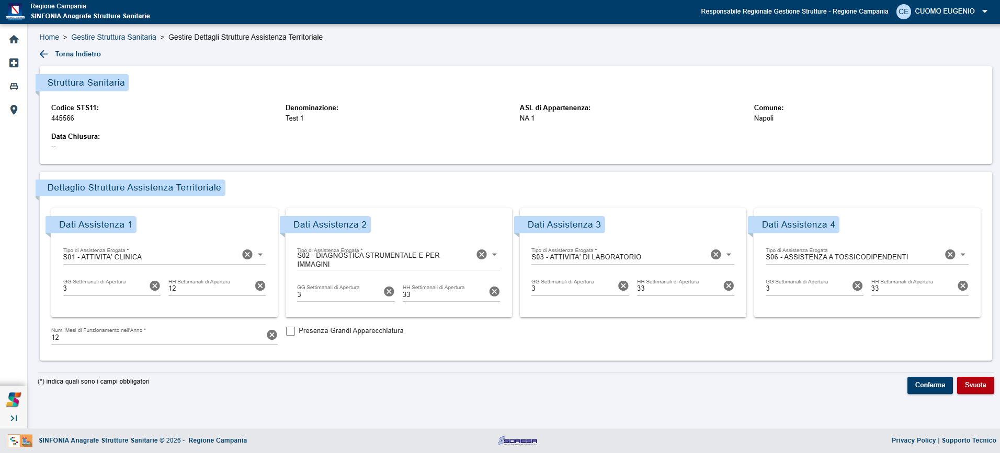 Regione Campania
SINFONIA Anagrafe Strutture Sanitarie
Responsabile Regionale Gestione Strutture - Regione Campania
CE
CUOMO EUGENIO
Home > Gestire Struttura Sanitaria > Gestire Dettagli Strutture Assistenza Territoriale
Torna Indietro
Struttura Sanitaria
Codice STS11:
445566
Denominazione:
Test 1
ASL di Appartenenza:
NA 1
Comune:
Napoli
Data Chiusura:
--
Dettaglio Strutture Assistenza Territoriale
Dati Assistenza 1
Tipo di Assistenza Erogata *
S01 - ATTIVITA' CLINICA
GG Settimanali di Apertura
3
HH Settimanali di Apertura
12
Dati Assistenza 2
Tipo di Assistenza Erogata *
S02 - DIAGNOSTICA STRUMENTALE E PER
IMMAGINI
GG Settimanali di Apertura
3
HH Settimanali di Apertura
33
Dati Assistenza 3
Tipo di Assistenza Erogata *
S03 - ATTIVITA' DI LABORATORIO
GG Settimanali di Apertura
3
HH Settimanali di Apertura
33
Dati Assistenza 4
Tipo di Assistenza Erogata
S06 - ASSISTENZA A TOSSICODIPENDENTI
GG Settimanali di Apertura
3
HH Settimanali di Apertura
33
Num. Mesi di Funzionamento nell'Anno *
12
Presenza Grandi Apparecchiatura
(*) indica quali sono i campi obbligatori
Conferma
Svuota
SINFONIA Anagrafe Strutture Sanitarie © 2026 - Regione Campania
SORESA
Privacy Policy | Supporto Tecnico